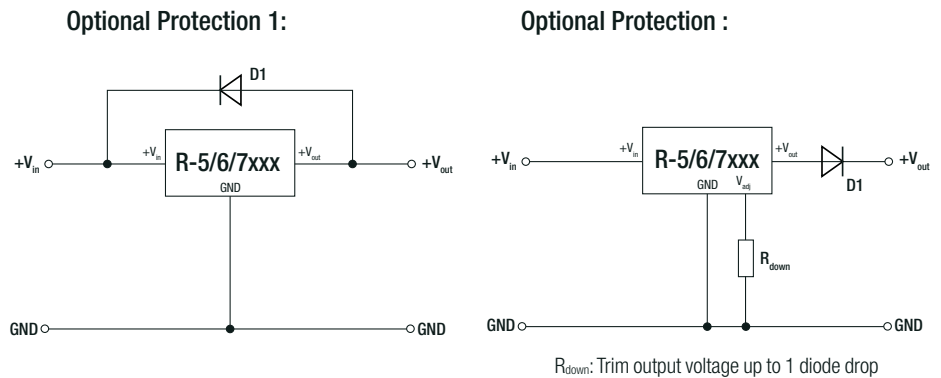 Optional Protection 1:
D1
+Vin
+Vin
R-5/6/7xxx
+Vout
+Vout
GND
GND
GND
Optional Protection :
+Vin
+Vin
R-5/6/7xxx
+Vout
+Vout
GND
Vadj
D1
Rdown
GND
GND
Rdown: Trim output voltage up to 1 diode drop